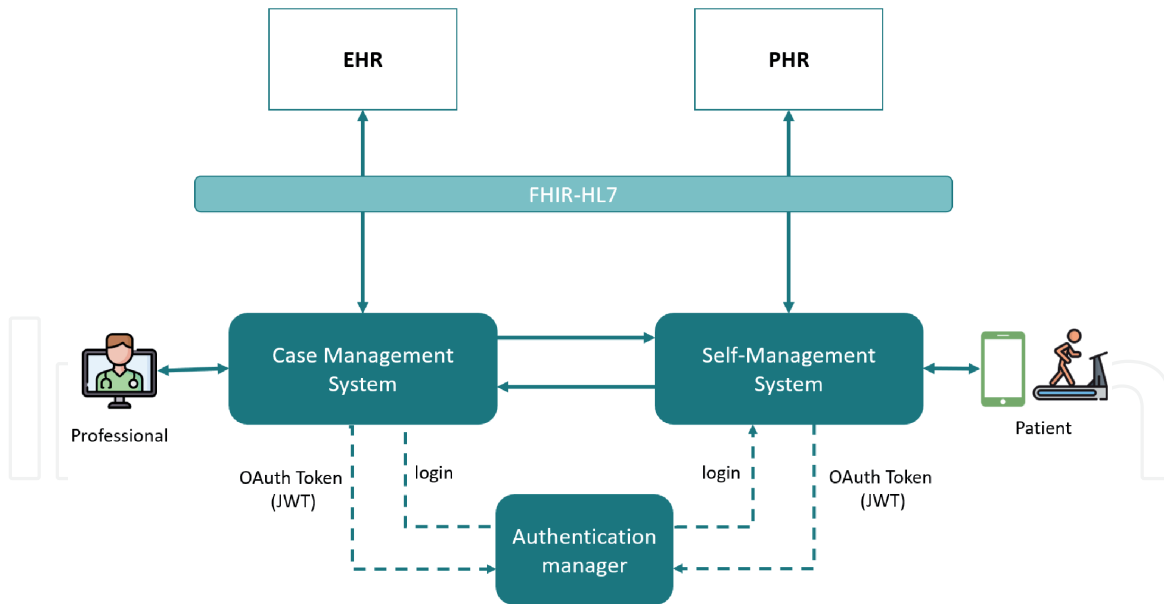 EHR
PHR
FHIR-HL7
Case Management
System
Self-Management
System
Professional
Patient
OAuth Token
(JWT)
login
login
OAuth Token
(JWT)
Authentication
manager